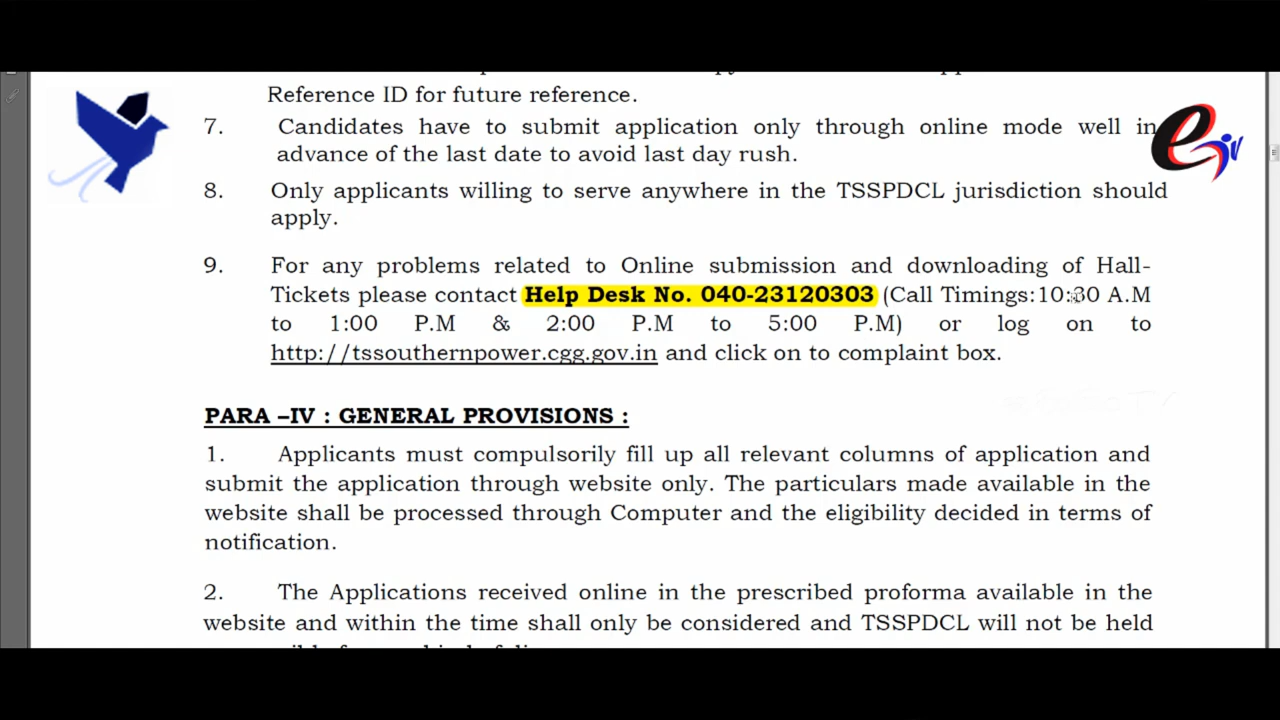 Reference ID for future reference.
7. Candidates have to submit application only through online mode well in
advance of the last date to avoid last day rush.
8. Only applicants willing to serve anywhere in the TSSPDCL jurisdiction should
apply.
9. For any problems related to Online submission and downloading of Hall-
Tickets please contact Help Desk No. 040-23120303 (Call Timings:10:30 A.M
to 1:00 P.M & 2:00 P.M to 5:00 P.M) or log on to
http://tssouthernpower.cgg.gov.in and click on to complaint box.
PARA –IV : GENERAL PROVISIONS :
1. Applicants must compulsorily fill up all relevant columns of application and
submit the application through website only. The particulars made available in the
website shall be processed through Computer and the eligibility decided in terms of
notification.
2. The Applications received online in the prescribed proforma available in the
website and within the time shall only be considered and TSSPDCL will not be held